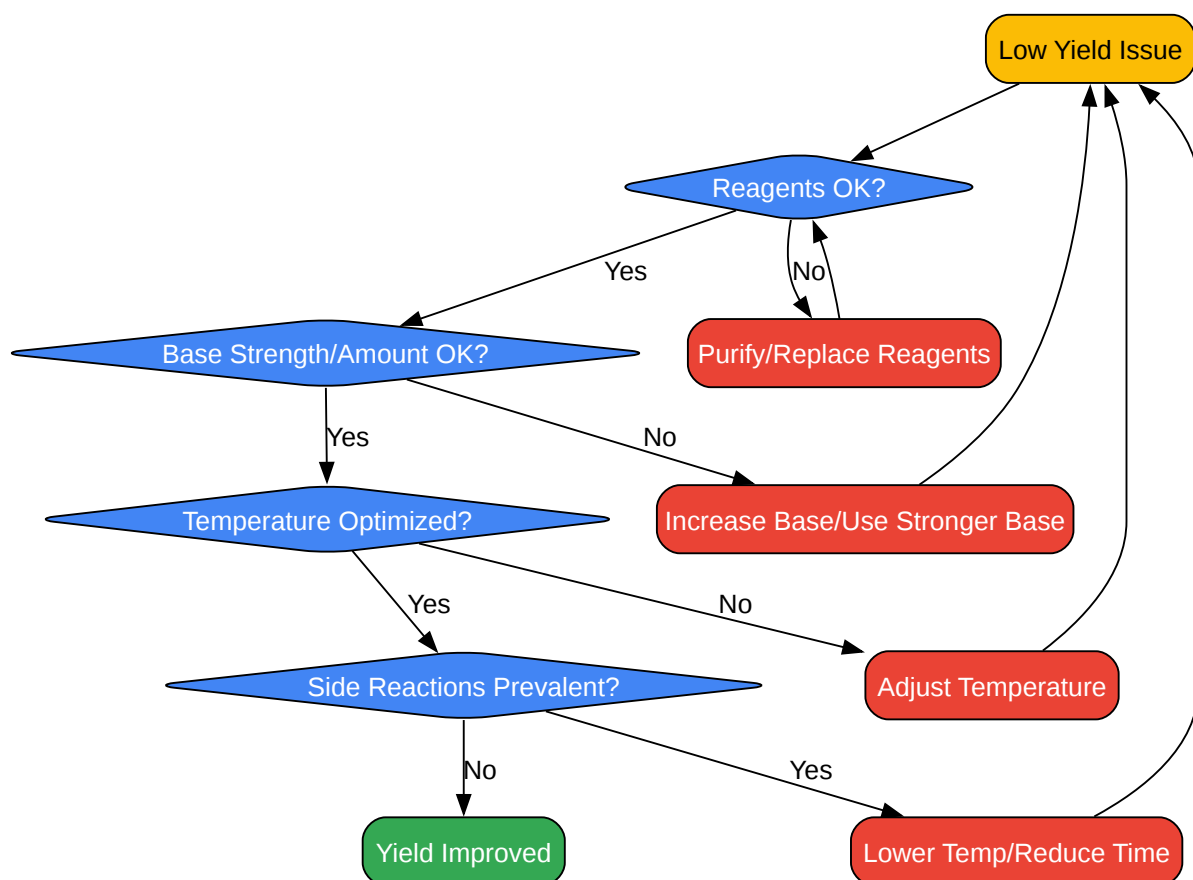 Low Yield Issue
Reagents OK?
Yes
No
Base Strength/Amount OK?
Purify/Replace Reagents
Yes
No
Temperature Optimized?
Increase Base/Use Stronger Base
Yes
No
Side Reactions Prevalent?
Adjust Temperature
No
Yes
Yield Improved
Lower Temp/Reduce Time